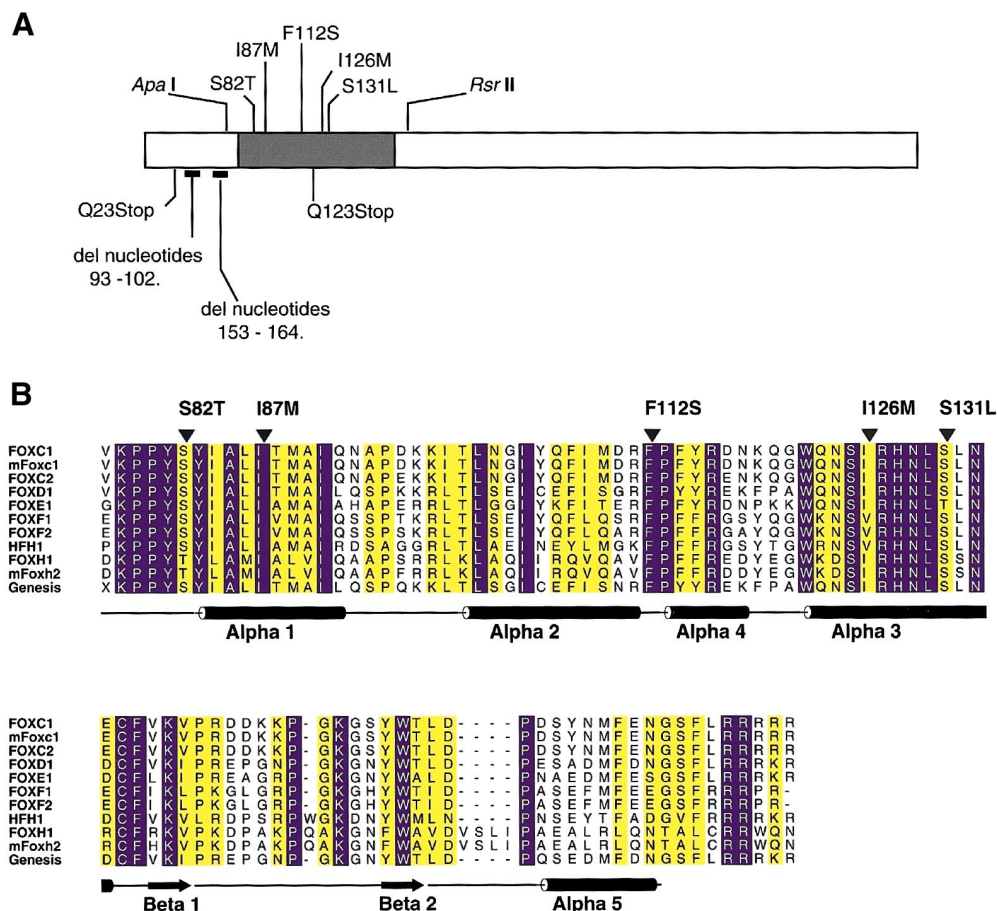 A
F112S
I87M
I126M
S82T
S131L
Apa I
Rsr II
Q23Stop
Q123Stop
del nucleotides
93 -102.
del nucleotides
153 - 164.
B
S82T I87M F112S I126M S131L
FOXC1 V K P P Y S Y I A L I T M A I Q N A P D K K I T L N G I Y Q F I M D R F P F Y R D N K Q G W Q N S I R H N L S L N
mFoxc1 V K P P Y S Y I A L I T M A I Q N A P D K K I T L N G I Y Q F I M D R F P F Y R D N K Q G W Q N S I R H N L S L N
FOXC2
FOXD1 V K P P Y S Y I A L I T M A I L Q S P K K R L T L S E I C E F I S G R F P Y Y R E K F P A W Q N S I R H N L S L N
FOXE1
FOXF1 E K P P Y S Y I A L I V M A I Q S S P T K R L T L S E I Y Q F L Q S R F P F F R G S Y Q G W K N S V R H N L S L N
FOXF2 E K P P Y S Y I A L I V M A I Q S S P T K R L T L S E I Y Q F L Q A R F P F F R G S Y Q G W K N S V R H N L S L N
HFH1 P K P P Y S Y I A L I A M A I R D S A G G R L T L A E I N E Y L M G K F P F F R G S Y T G W R N S V R H N L S L N
FOXH1
mFoxh2
Genesis X K P P Y S Y I A L I T M A I L Q S P Q K K L T L S G I C E F I S N R F P Y Y R E K F P A W Q N S I R H N L S L N
Alpha 1 Alpha 2 Alpha 4 Alpha 3
FOXC1 E C F V K V P R D D K K P - G K G S Y W T L D - - - - P D S Y N M F E N G S F L R R R R R
mFoxc1 E C F V K V P R D D K K P - G K G S Y W T L D - - - - P D S Y N M F E N G S F L R R R R R
FOXC2 E C F V K V P R D D K K P - G K G S Y W T L D - - - - P D S Y N M F E N G S F L R R R R R
FOXD1 D C F V K I P R E P G N P - G K G N Y W T L D - - - - P E S A D M F D N G S F L R R R K R
FOXE1 D C F L K I P R E A G R P - G K G N Y W A L D - - - - P N A E D M F E S G S F L R R R K R
FOXF1 E C F I K L P K G L G R P - G K G H Y W T I D - - - - P A S E F M F E E G S F R R R P R -
FOXF2 E C F I K L P K G L G R P - G K G H Y W T I D - - - - P A S E F M F E E G S F R R R P R -
HFH1 D C F V K V L R D P S R P W G K D N Y W M L - - - - - P N S E Y T F A D G V F R R R R K R
FOXH1 R C F R K V P K D P A K P Q A K G N F W A V D V S L I P A E A L R L Q N T A L C R R W Q N
mFoxh2 R C F H K V P K D P A K P Q A K G N F W A V D V S L I P A E A L R L Q N T A L C R R W Q N
Genesis D C F V K I P R E P G N P - G K G N Y W T L D - - - - P Q S E D M F D N G S F L R R R K R
Beta 1 Beta 2 Alpha 5